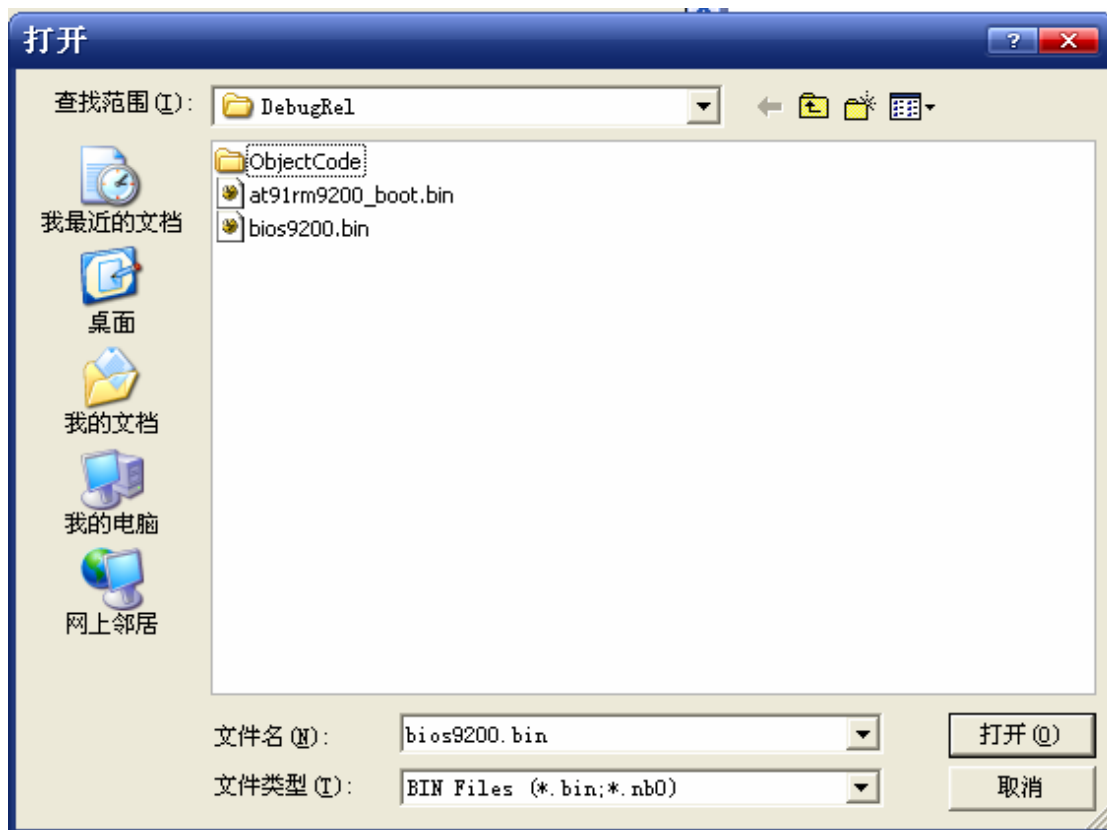 打开
查找范围(I):
DebugRel
ObjectCode
at91rm9200_boot.bin
bios9200.bin
我最近的文档
桌面
我的文档
我的电脑
网上邻居
文件名(N):
bios9200.bin
打开(O)
文件类型(T):
BIN Files (*.bin;*.nb0)
取消